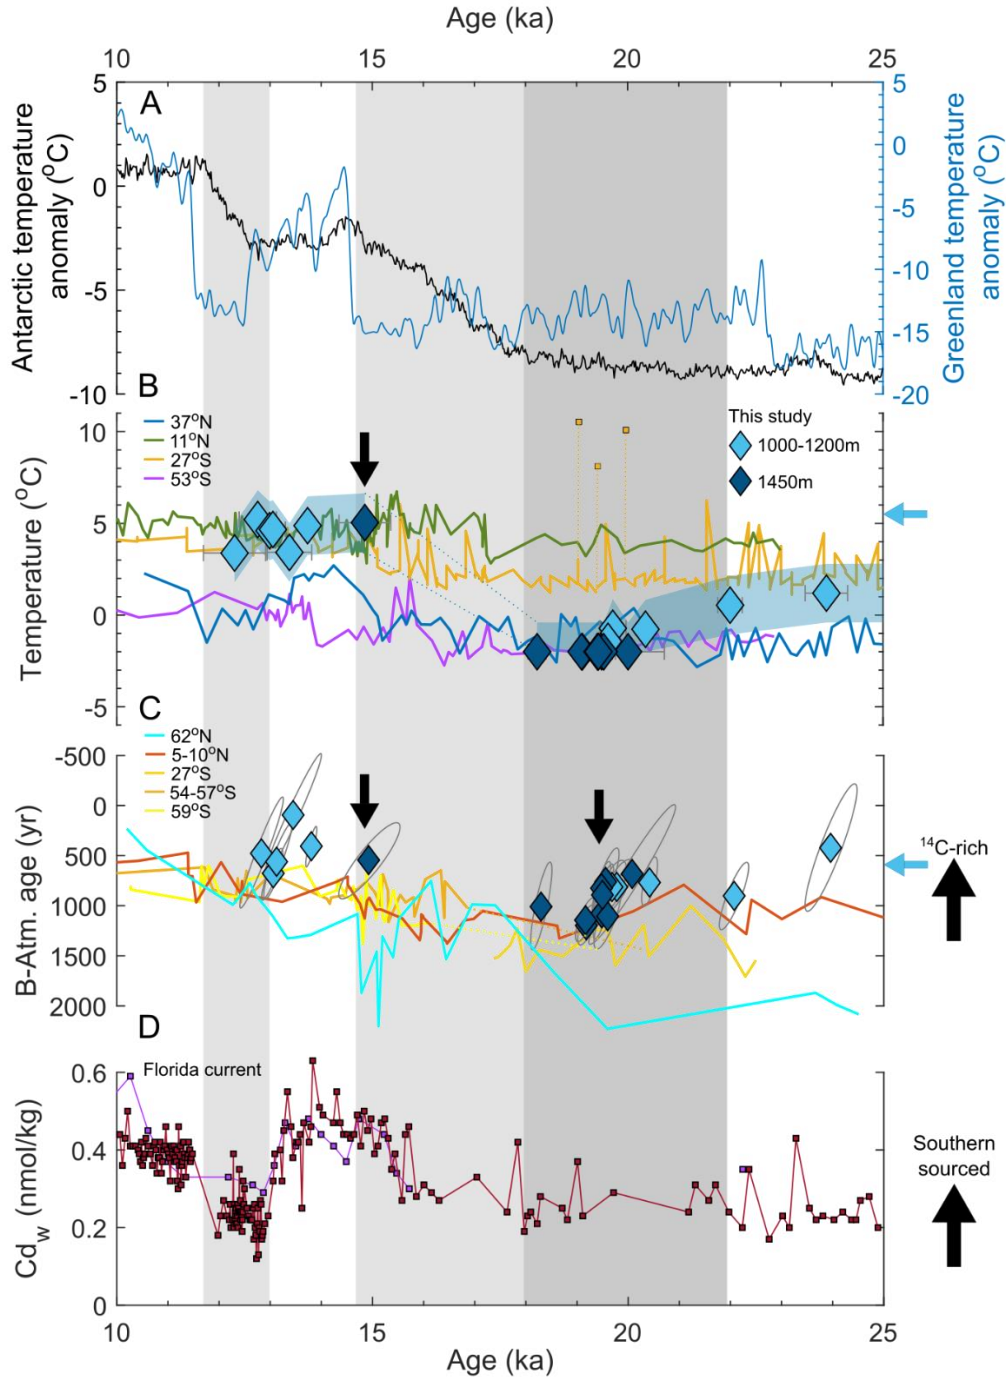 Age (ka)
10 15 20 25
A
5
0
-5
-10
Antarctic temperature
anomaly (°C)
5
0
-5
-10
-15
-20
Greenland temperature
anomaly (°C)
B
37°N
11°N
27°S
53°S
This study
1000-1200m
1450m
10
5
0
-5
Temperature (°C)
C
62°N
5-10°N
27°S
54-57°S
59°S
-500
0
500
1000
1500
2000
B-Atm. age (yr)
¹⁴C-rich
D
Florida current
0.6
0.4
0.2
0
Cd_w (nmol/kg)
Southern
sourced
10 15 20 25
Age (ka)